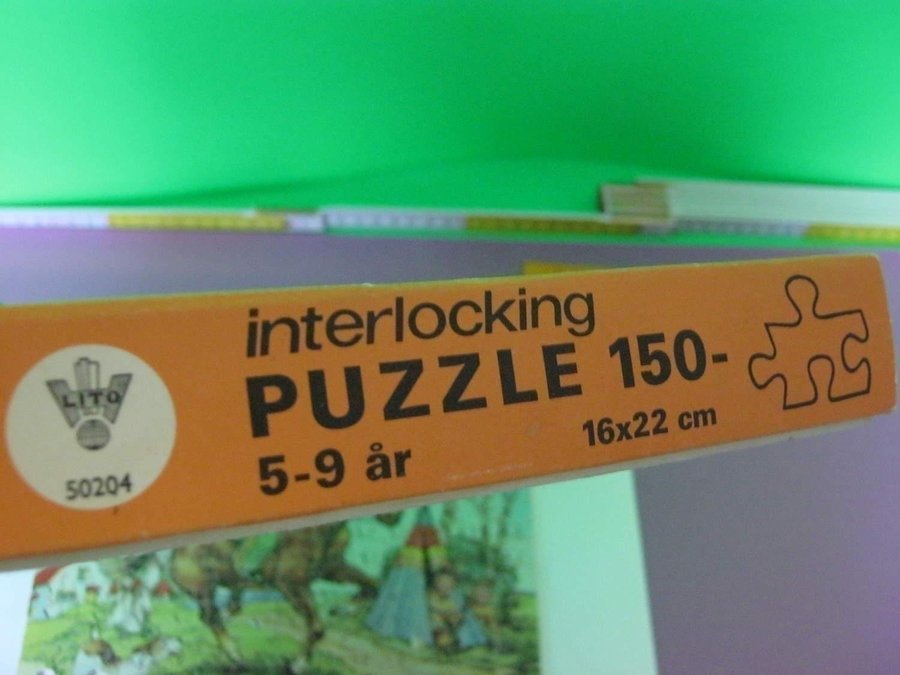 LITO
50204
interlocking
PUZZLE 150-
5-9 år
16x22 cm